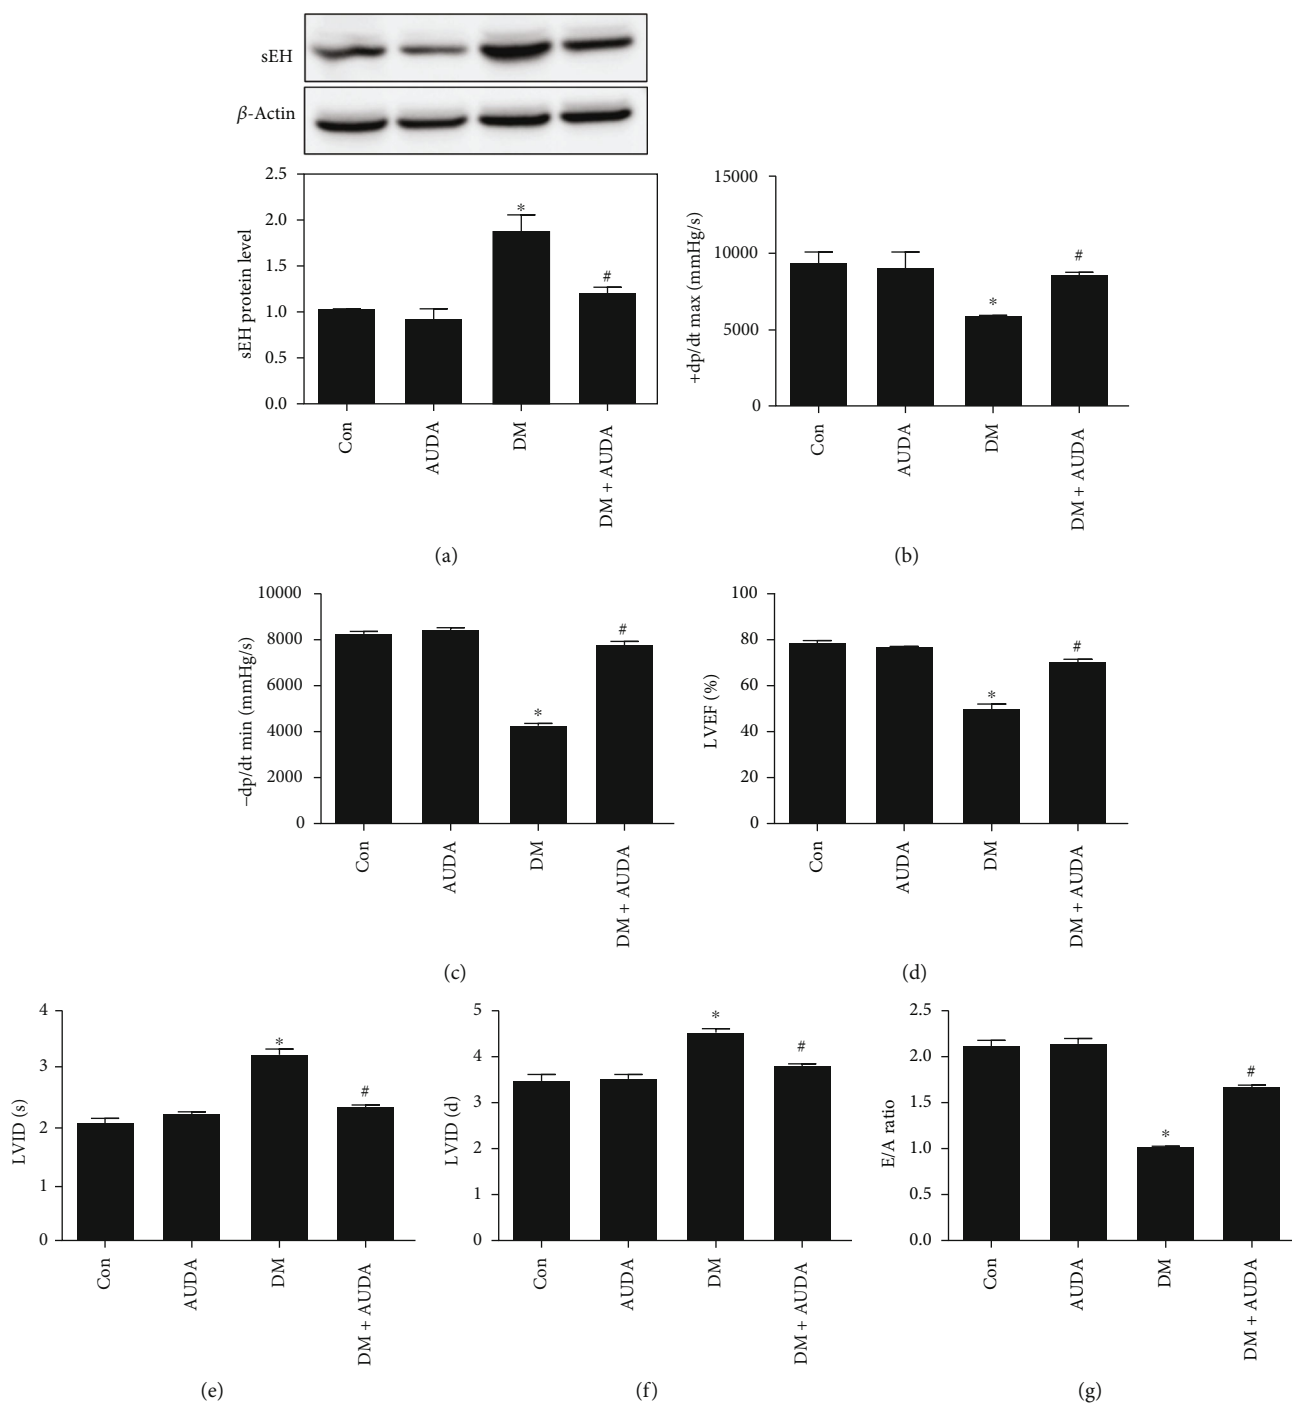 sEH
β-Actin
2.5
2.0
1.5
1.0
0.5
0.0
sEH protein level
*
#
Con
AUDA
DM
DM + AUDA
(a)
15000
10000
5000
0
+dp/dt max (mmHg/s)
*
#
Con
AUDA
DM
DM + AUDA
(b)
10000
8000
6000
4000
2000
0
−dp/dt min (mmHg/s)
*
#
Con
AUDA
DM
DM + AUDA
(c)
100
80
60
40
20
0
LVEF (%)
*
#
Con
AUDA
DM
DM + AUDA
(d)
4
3
2
1
0
LVID (s)
*
#
Con
AUDA
DM
DM + AUDA
(e)
5
4
3
2
1
0
LVID (d)
*
#
Con
AUDA
DM
DM + AUDA
(f)
2.5
2.0
1.5
1.0
0.5
0.0
E/A ratio
*
#
Con
AUDA
DM
DM + AUDA
(g)